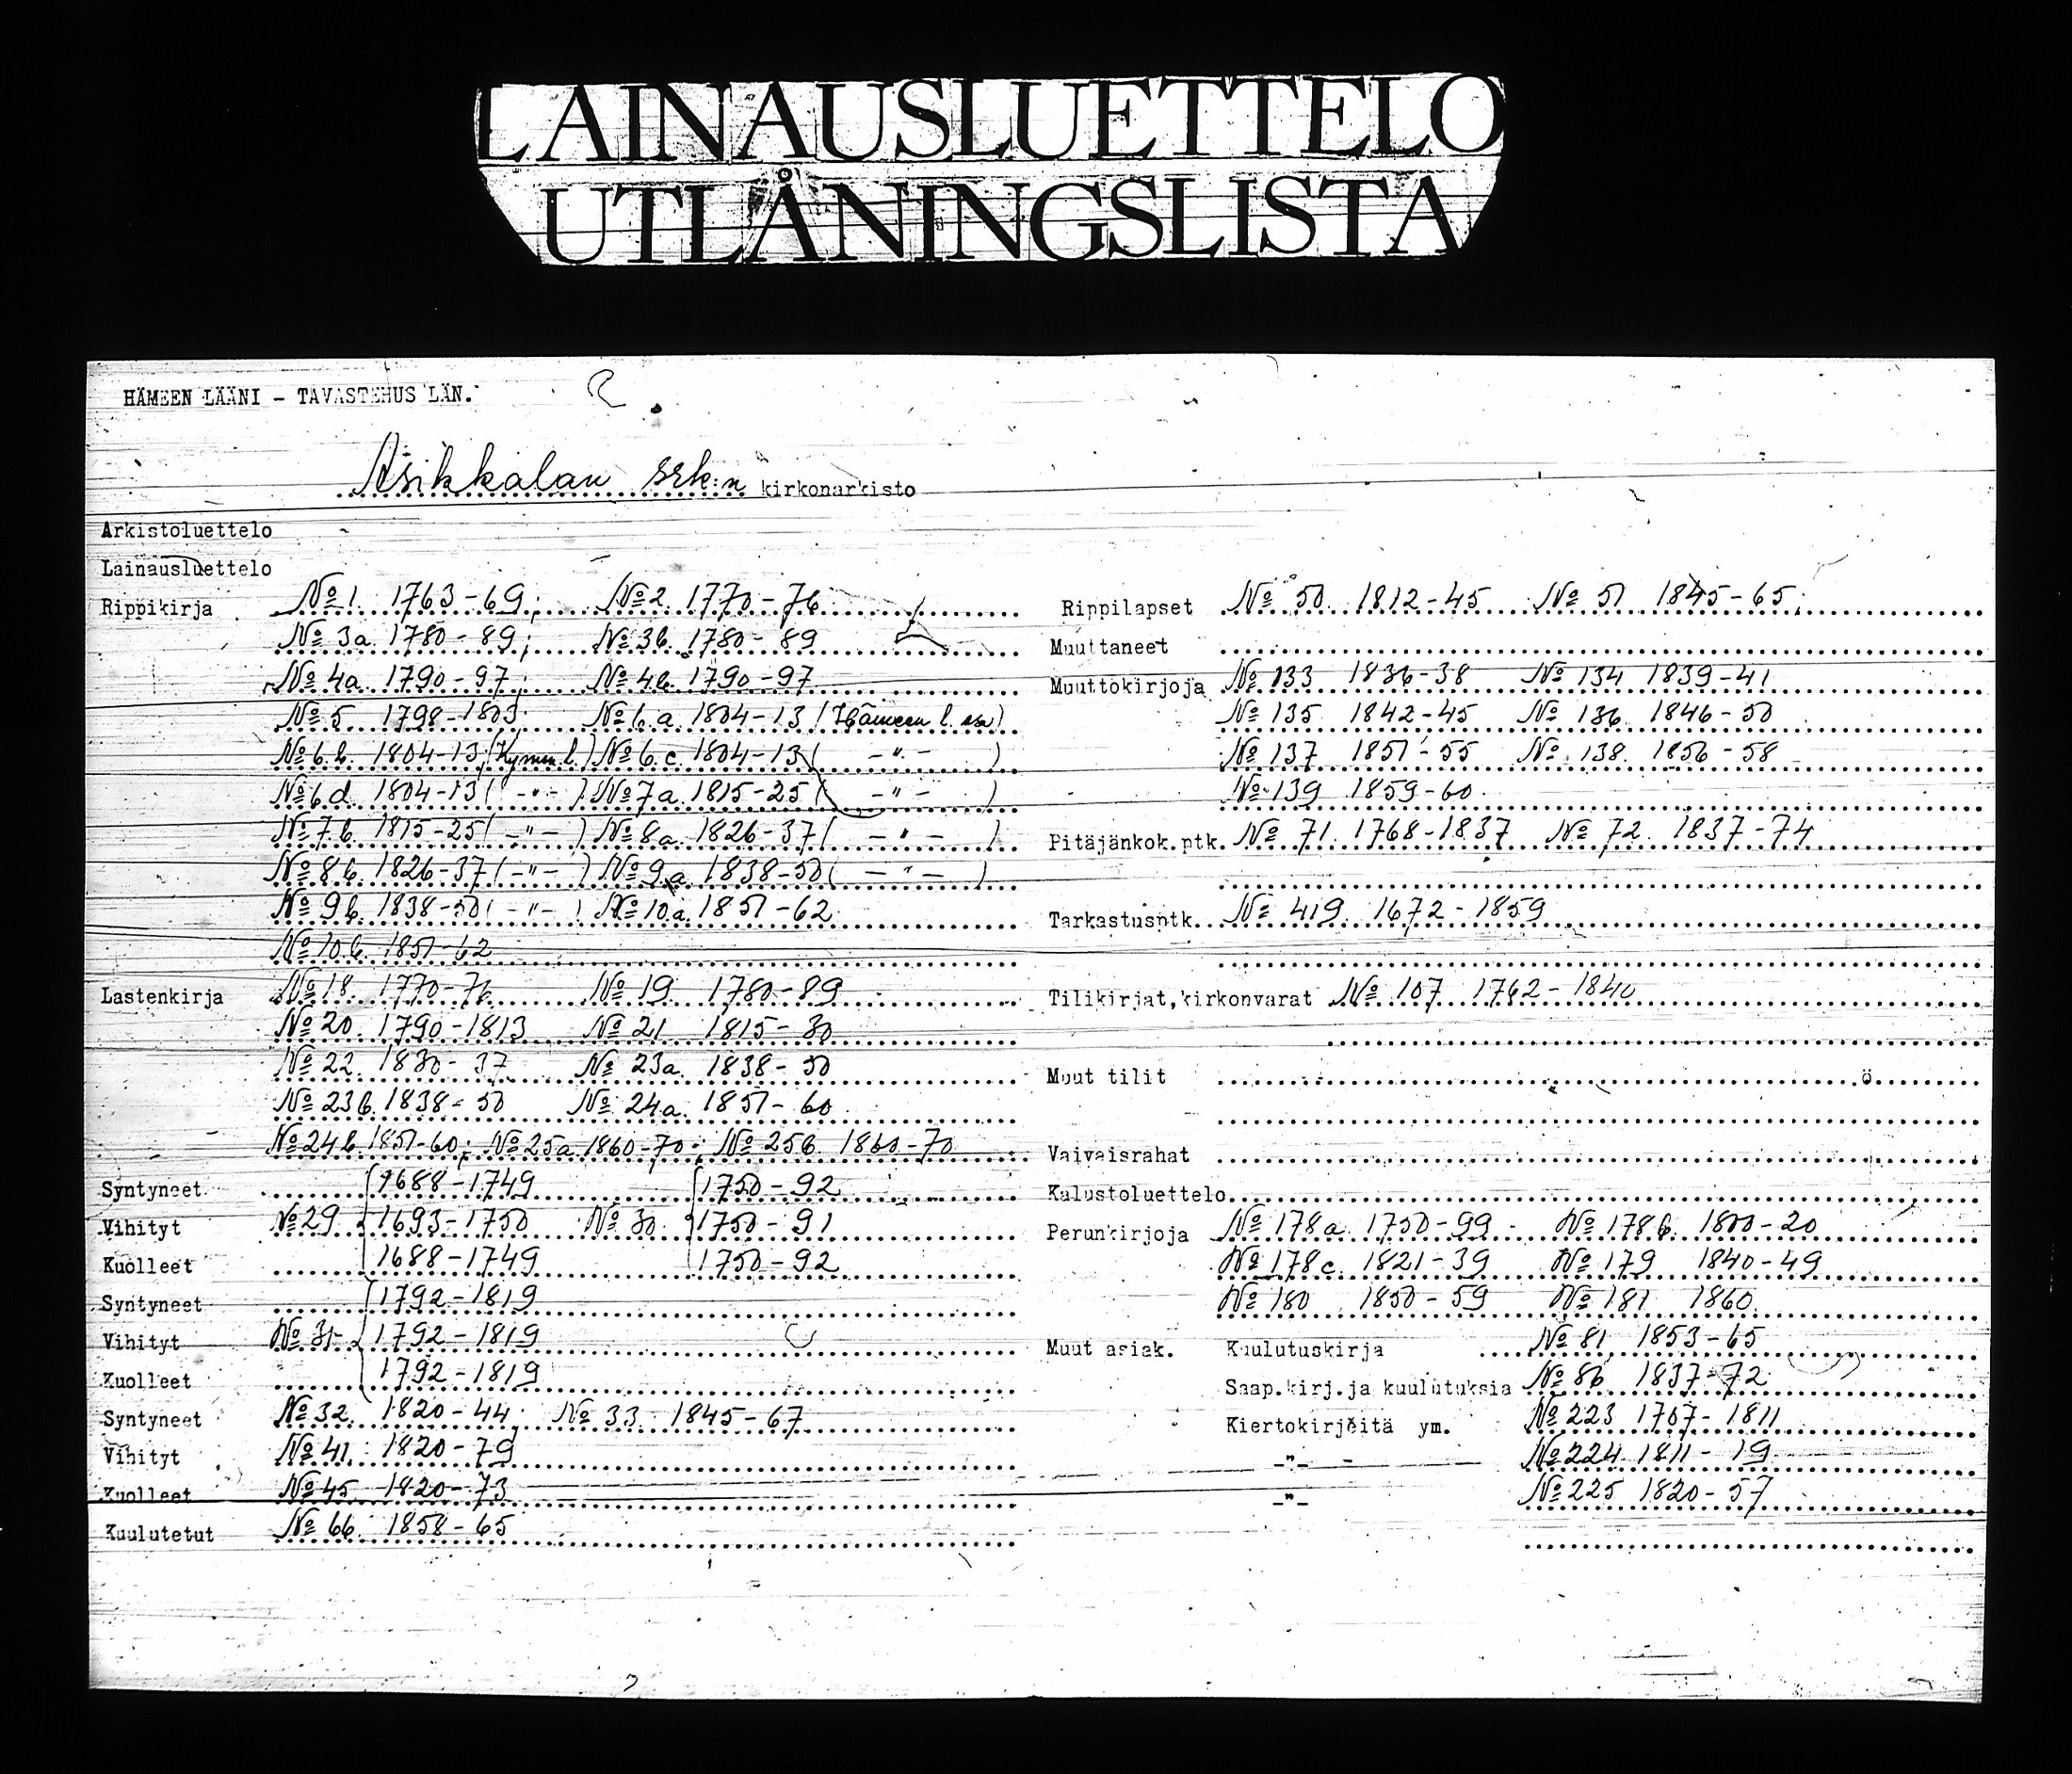 LAINAUSLUETTELO
UTLÅNINGSLISTA
HÄMEEN LÄÄNI - TAVASTEHUS LÄN.
Asikkalan srk:n kirkonarkisto
Arkistoluettelo
Lainausluettelo
Rippikirja № 1 1763-69; № 2 1770-76
№ 3a 1780-89; № 3b 1780-89
№ 4a 1790-97; № 4b 1790-97
№ 5 1798-1803 № 6 a 1804-13 (Hämeen l. osa)
№ 6 b 1804-13 (Kymen l.) № 6 c 1804-13 ( -"- )
№ 6 d 1804-13 ( -"- ) № 7 a 1815-25 ( -"- )
№ 7 b 1815-25 ( -"- ) № 8a 1826-37 ( -"- )
№ 8 b 1826-37 ( -"- ) № 9 a 1838-50 ( -"- )
№ 9 b 1838-50 ( -"- ) № 10 a 1851-62
№ 10 b 1851-62
Lastenkirja № 18 1770-76 № 19 1780-89
№ 20 1790-1813 № 21 1815-30
№ 22 1830-37 № 23a 1838-50
№ 23b 1838-50 № 24a 1851-60
№ 24b 1851-60; № 25a 1860-70; № 25b 1860-70
Syntyneet 1688-1749 1750-92
Vihityt № 29 1693-1750 № 30 1750-91
Kuolleet 1688-1749 1750-92
Syntyneet 1792-1819
Vihityt № 31 1792-1819
Kuolleet 1792-1819
Syntyneet № 32 1820-44 № 33 1845-67
Vihityt № 41 1820-79
Kuolleet № 45 1820-73
Kuulutetut № 66 1858-65
Rippilapset № 50 1812-45 № 51 1845-65;
Muuttaneet
Muuttokirjoja № 133 1836-38 № 134 1839-41
№ 135 1842-45 № 136 1846-50
№ 137 1851-55 № 138 1856-58
№ 139 1859-60
Pitäjänkok.ptk. № 71 1768-1837 № 72 1837-74
Tarkastusptk. № 419 1672-1859
Tilikirjat, kirkonvarat № 107 1762-1840
Muut tilit ö
Vaivaisrahat
Kalustoluettelo
Perunkirjoja № 178a 1750-99 № 178b 1800-20
№ 178c 1821-39 № 179 1840-49
№ 180 1850-59 № 181 1860
Muut asiak. Kuulutuskirja № 81 1853-65
Saap.kirj.ja kuulutuksia № 86 1837-72
Kiertokirjeitä ym. № 223 1707-1811
-"- № 224 1811-19
-"- № 225 1820-57